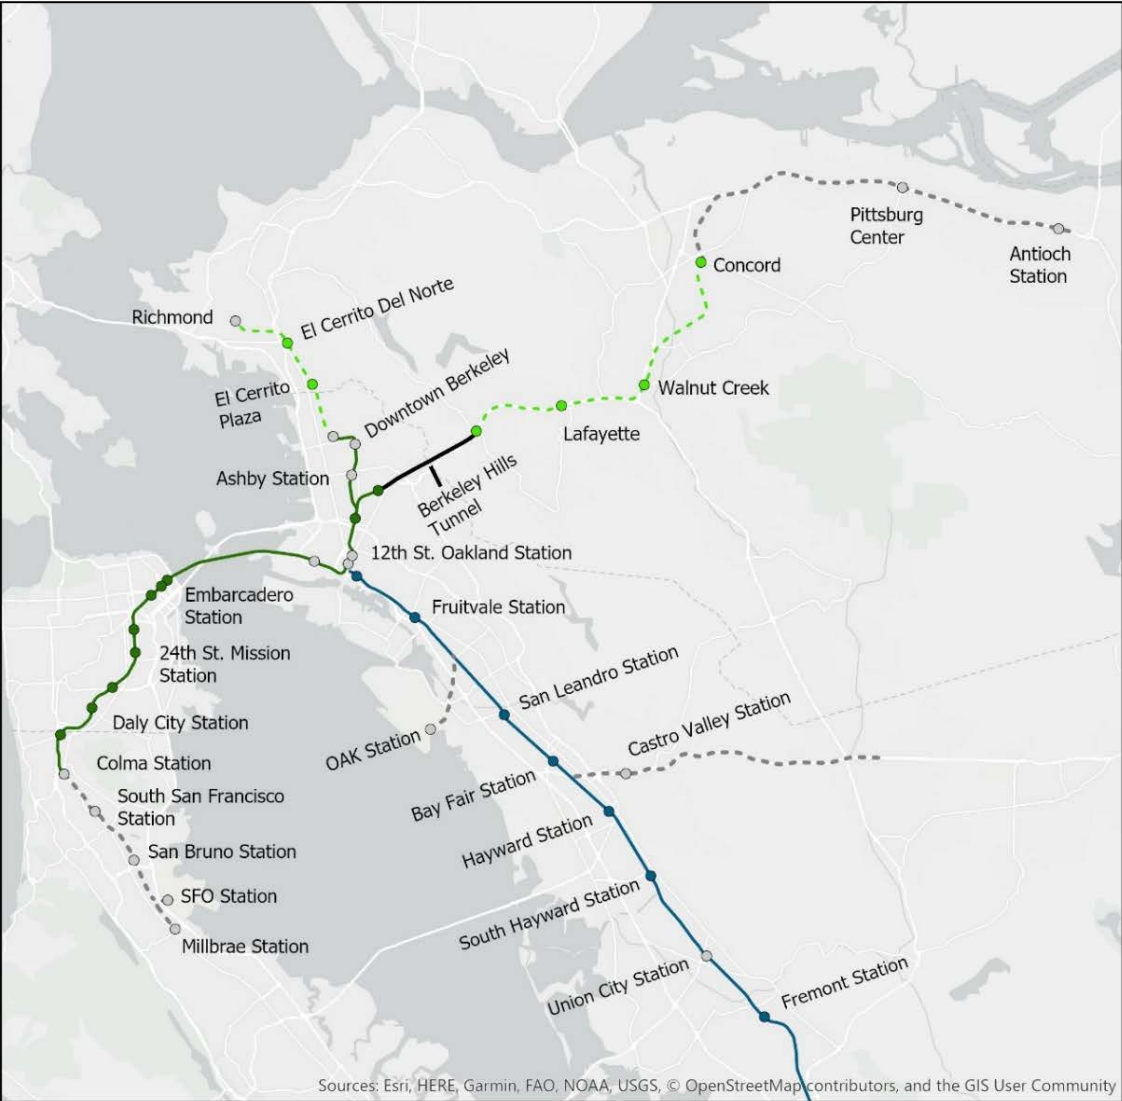 Pittsburg
Center
Antioch
Station
Concord
El Cerrito Del Norte
Richmond
Downtown Berkeley
El Cerrito
Plaza
Walnut Creek
Lafayette
Ashby Station
Berkeley Hills
Tunnel
12th St. Oakland Station
Embarcadero
Station
Fruitvale Station
24th St. Mission
Station
San Leandro Station
Daly City Station
Castro Valley Station
OAK Station
Colma Station
Bay Fair Station
South San Francisco
Station
Hayward Station
San Bruno Station
SFO Station
South Hayward Station
Millbrae Station
Union City Station
Fremont Station
Sources: Esri, HERE, Garmin, FAO, NOAA, USGS, © OpenStreetMap contributors, and the GIS User Community